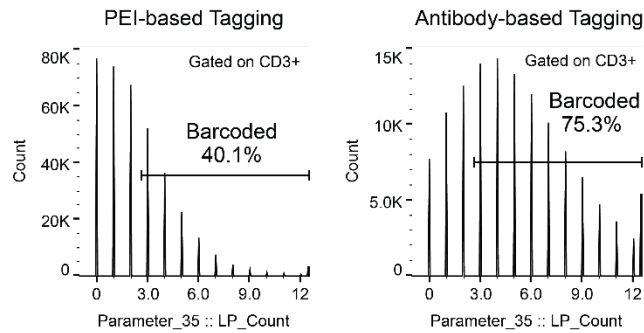 PEI-based Tagging
80K
60K
40K
20K
0
Count
Gated on CD3+
Barcoded
40.1%
0 3.0 6.0 9.0 12
Parameter_35 :: LP_Count
Antibody-based Tagging
15K
10K
5.0K
0
Count
Gated on CD3+
Barcoded
75.3%
0 3.0 6.0 9.0 12
Parameter_35 :: LP_Count